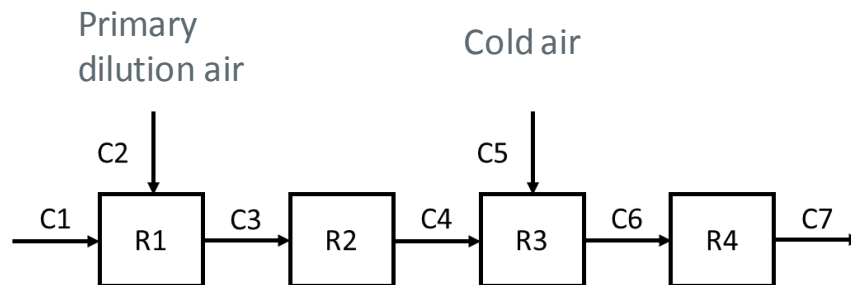 Primary
dilution air
Cold air
C2
C5
C1
C3
C4
C6
C7
R1
R2
R3
R4